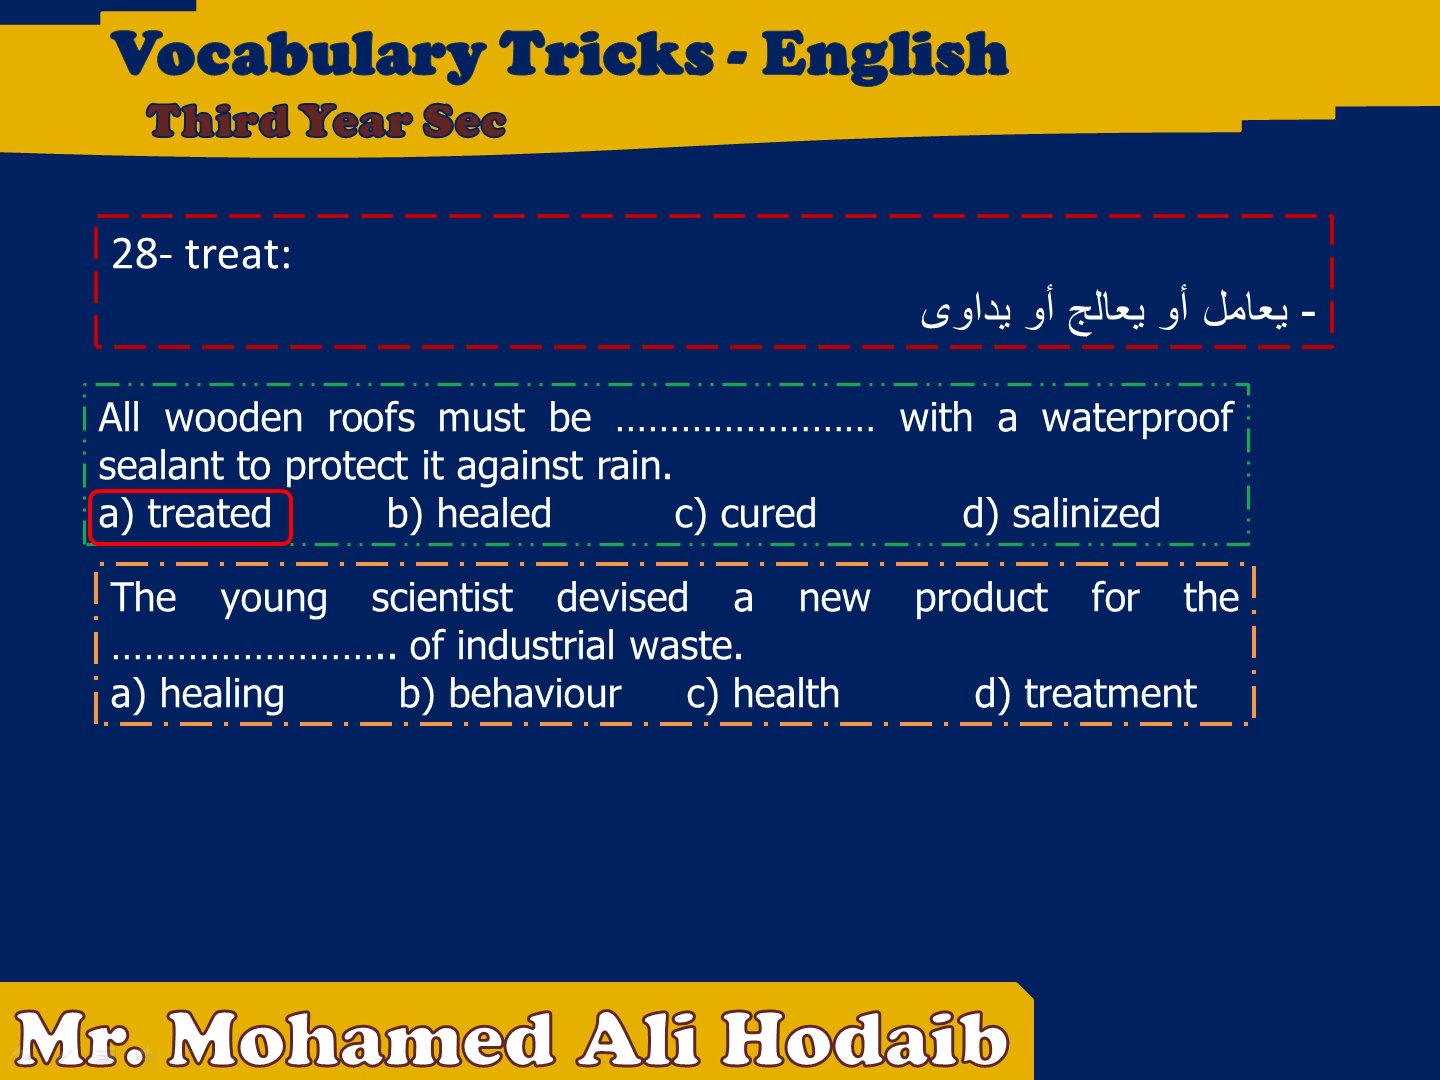 Vocabulary Tricks - English
Third Year Sec
28- treat:
- يعامل أو يعالج أو يداوى
All wooden roofs must be …………………… with a waterproof
sealant to protect it against rain.
a) treated b) healed c) cured d) salinized
The young scientist devised a new product for the
…………………….. of industrial waste.
a) healing b) behaviour c) health d) treatment
Mr. Mohamed Ali Hodaib